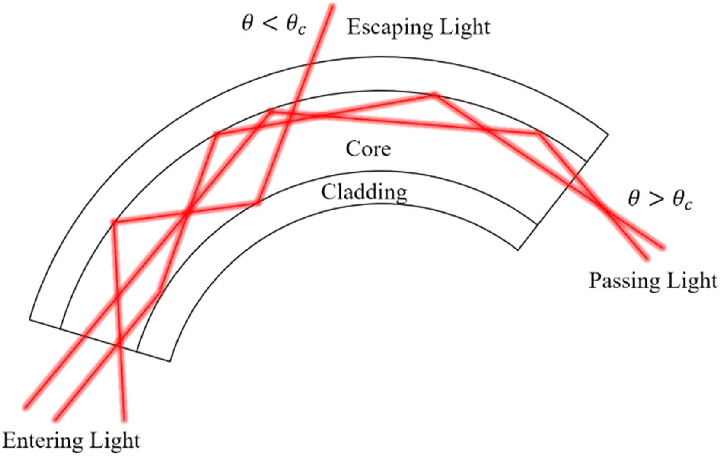 θ < θc
Escaping Light
Core
Cladding
θ > θc
Passing Light
Entering Light